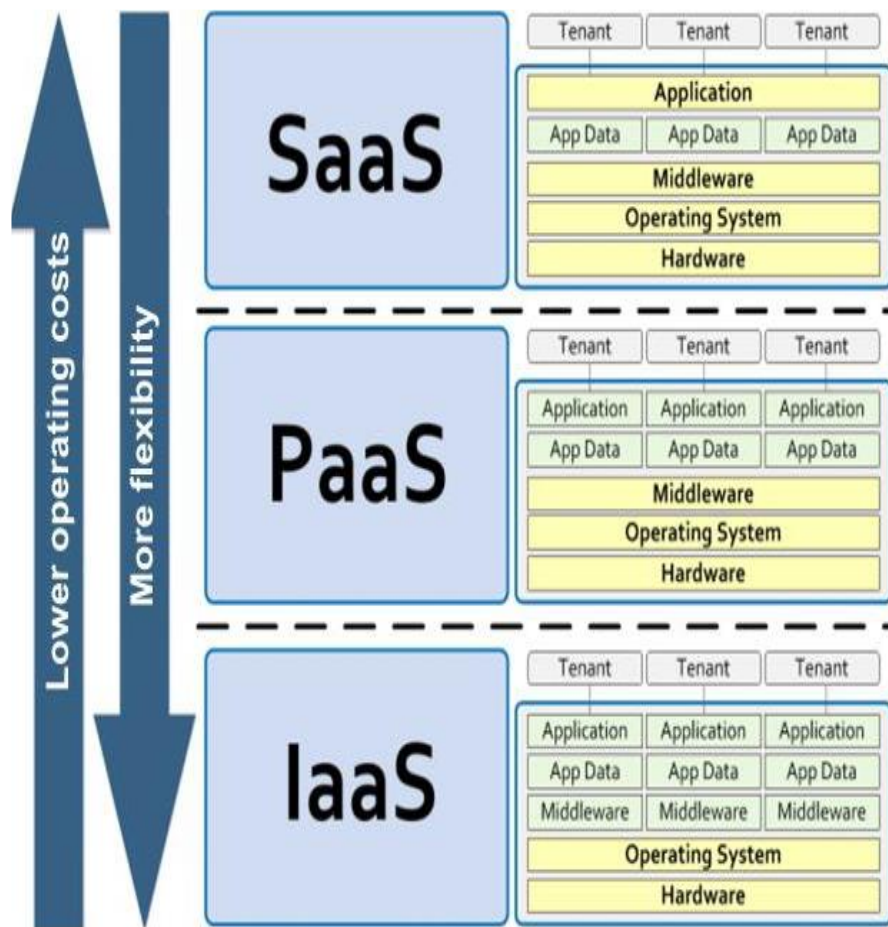 Lower operating costs
More flexibility
SaaS
Tenant Tenant Tenant
Application
App Data App Data App Data
Middleware
Operating System
Hardware
PaaS
Tenant Tenant Tenant
Application Application Application
App Data App Data App Data
Middleware
Operating System
Hardware
IaaS
Tenant Tenant Tenant
Application Application Application
App Data App Data App Data
Middleware Middleware Middleware
Operating System
Hardware